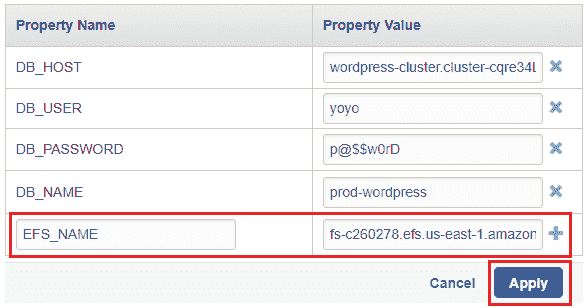 Property Name Property Value
DB_HOST wordpress-cluster.cluster-cqre34L
DB_USER yoyo
DB_PASSWORD p@$$w0rD
DB_NAME prod-wordpress
EFS_NAME fs-c260278.efs.us-east-1.amazon
Cancel Apply